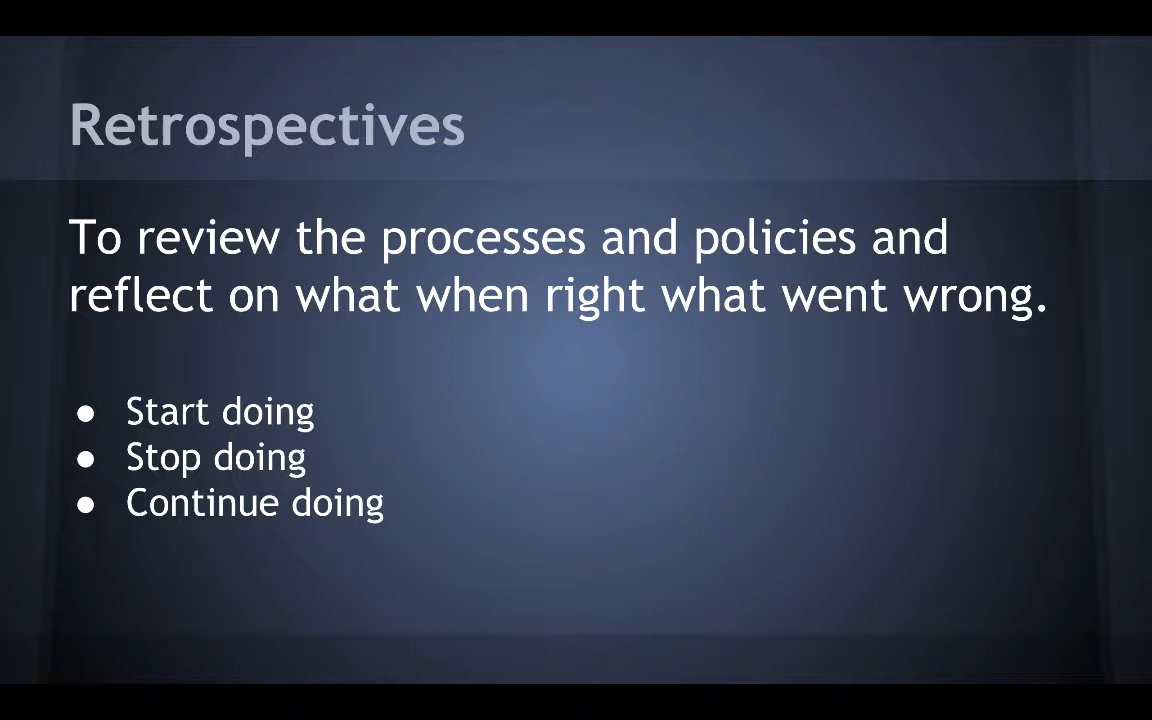 Retrospectives
To review the processes and policies and
reflect on what when right what went wrong.
● Start doing
● Stop doing
● Continue doing